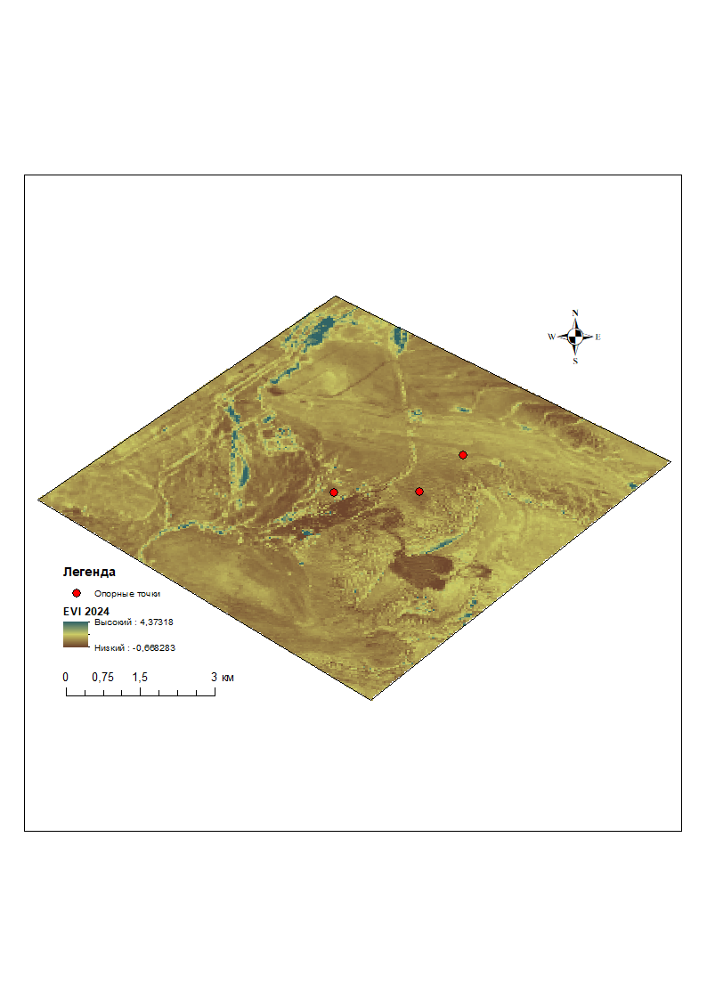 N
W E
S
Легенда
Опорные точки
EVI 2024
Высокий : 4,37318
Низкий : -0,668283
0 0,75 1,5 3 км